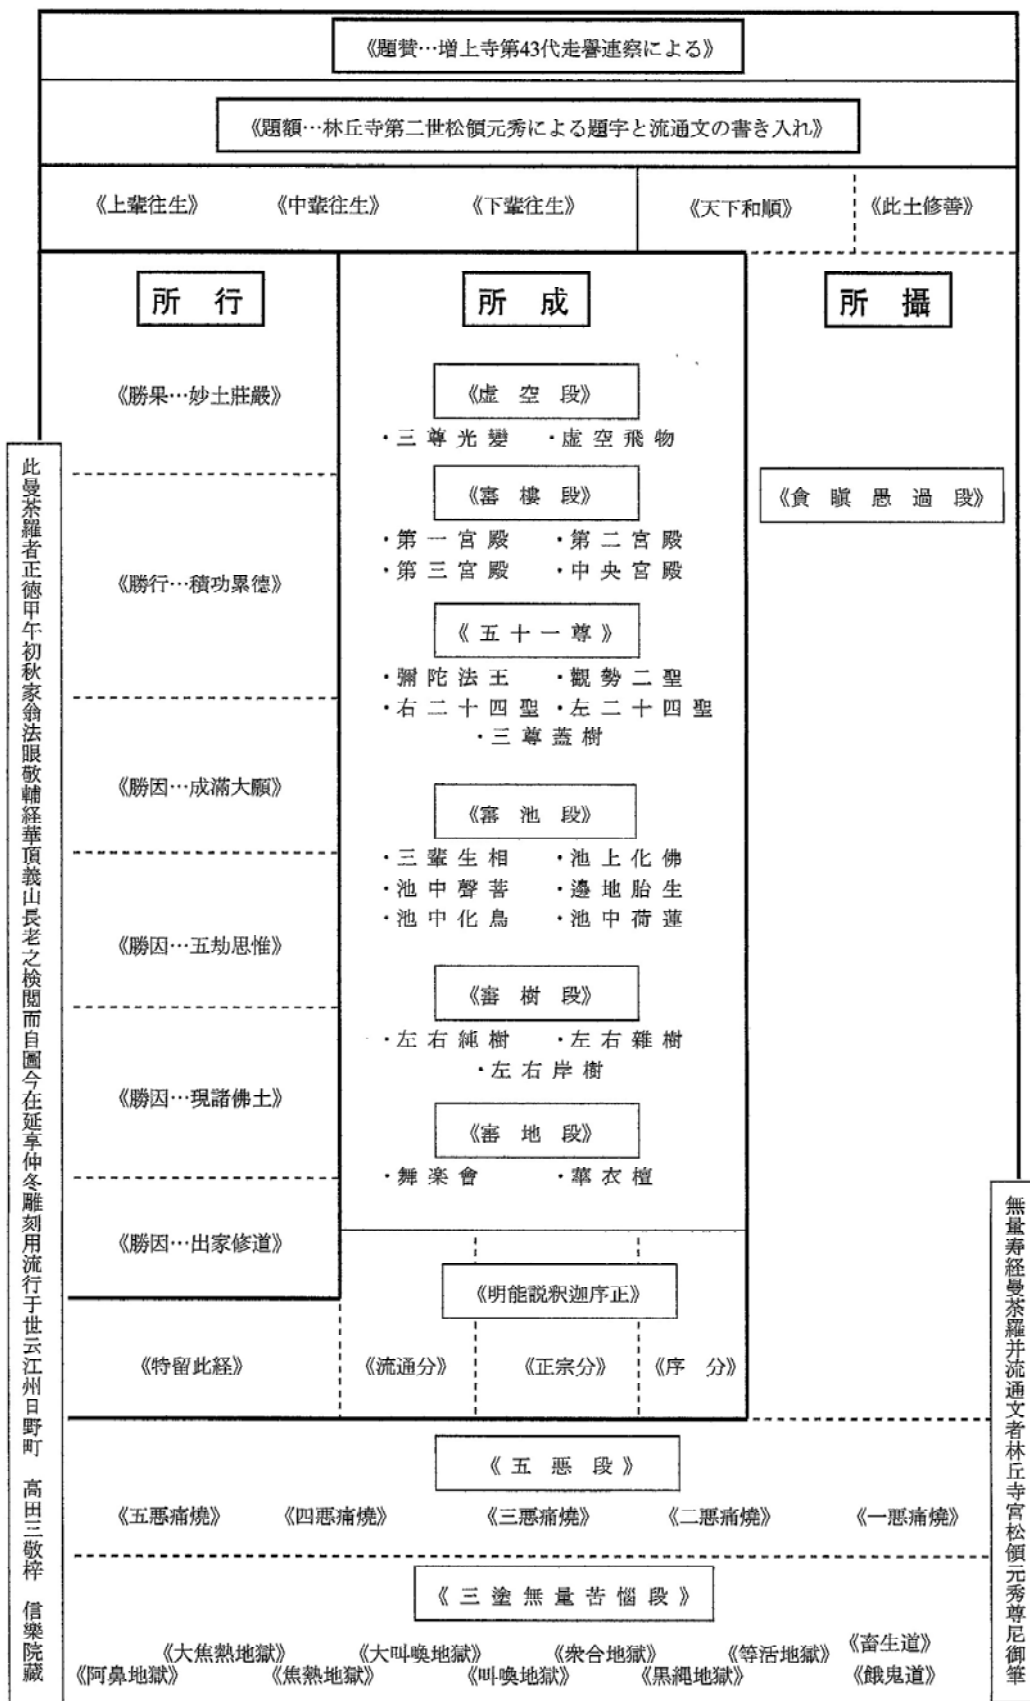 《題賛…増上寺第43代走譽連察による》
《題額…林丘寺第二世松領元秀による題字と流通文の書き入れ》
《上輩往生》 《中輩往生》 《下輩往生》 《天下和順》 《此土修善》
所 行
所 成
所 攝
《勝果…妙土莊嚴》
《勝行…積功累德》
《勝因…成滿大願》
《勝因…五劫思惟》
《勝因…現諸佛土》
《勝因…出家修道》
《虚 空 段》
・三尊光變 ・虚空飛物
《審 樓 段》
・第一宮殿 ・第二宮殿
・第三宮殿 ・中央宮殿
《五十一尊》
・彌陀法王 ・觀勢二聖
・右二十四聖 ・左二十四聖
・三尊蓋樹
《審 池 段》
・三輩生相 ・池上化佛
・池中聲菩 ・邊地胎生
・池中化鳥 ・池中荷蓮
《審 樹 段》
・左右純樹 ・左右雜樹
・左右岸樹
《審 地 段》
・舞楽會 ・華衣檀
《貪 瞋 愚 過 段》
《明能説釈迦序正》
《特留此経》 《流通分》 《正宗分》 《序 分》
《五 悪 段》
《五悪痛燒》 《四悪痛燒》 《三悪痛燒》 《二悪痛燒》 《一悪痛燒》
《三塗無量苦惱段》
《大焦熱地獄》 《大叫喚地獄》 《衆合地獄》 《等活地獄》 《畜生道》
《阿鼻地獄》 《焦熱地獄》 《叫喚地獄》 《黒縄地獄》 《餓鬼道》
無量寿経曼荼羅并流通文者林丘寺宮松領元秀尊尼御筆
此曼荼羅者正徳甲午初秋家翁法眼敬輔経華頂義山長老之検閲而自圖今在延享仲冬雕刻用流行于世云江州日野町 高田三敬梓 信樂院藏